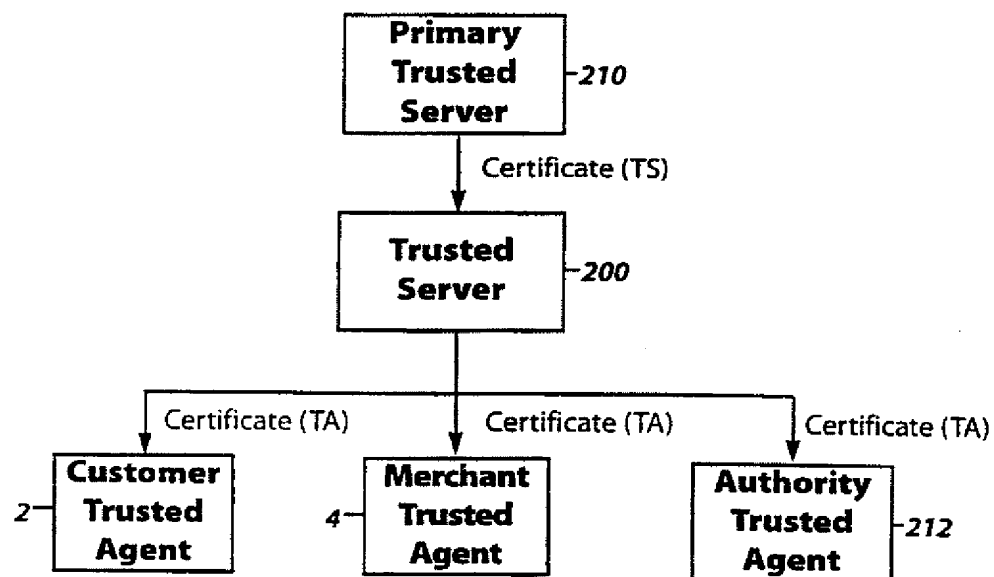 Primary
Trusted
Server
210
Certificate (TS)
Trusted
Server
200
Certificate (TA)
Certificate (TA)
Certificate (TA)
Customer
Trusted
Agent
2
Merchant
Trusted
Agent
4
Authority
Trusted
Agent
212